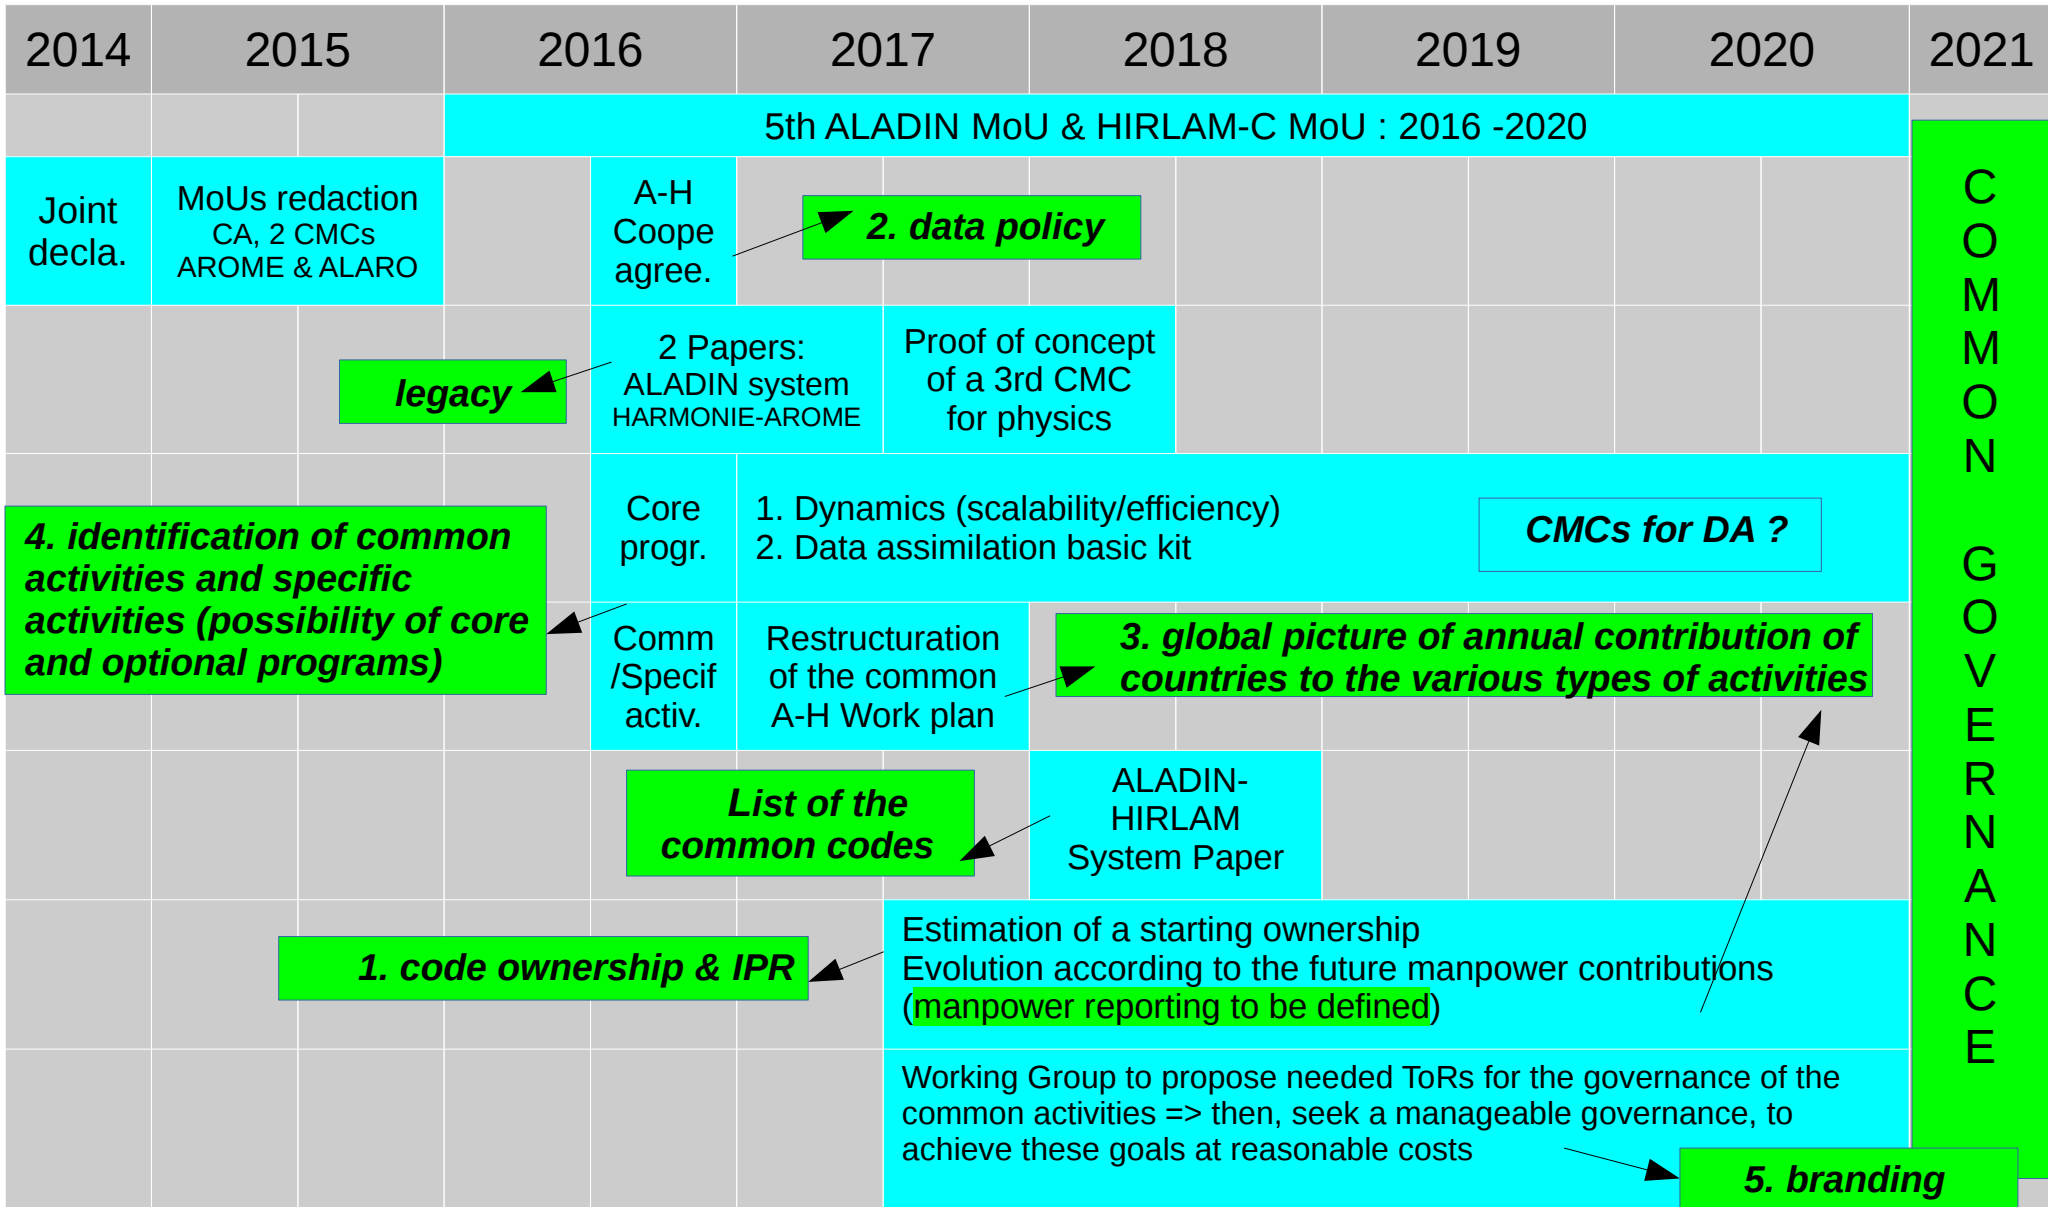 2014 2015 2016 2017 2018 2019 2020 2021
5th ALADIN MoU & HIRLAM-C MoU : 2016 -2020
Joint
decla.
MoUs redaction
CA, 2 CMCs
AROME & ALARO
A-H
Coope
agree.
2. data policy
legacy
2 Papers:
ALADIN system
HARMONIE-AROME
Proof of concept
of a 3rd CMC
for physics
4. identification of common
activities and specific
activities (possibility of core
and optional programs)
Core
progr.
1. Dynamics (scalability/efficiency)
2. Data assimilation basic kit
CMCs for DA ?
Comm
/Specif
activ.
Restructuration
of the common
A-H Work plan
3. global picture of annual contribution of
countries to the various types of activities
List of the
common codes
ALADIN-
HIRLAM
System Paper
1. code ownership & IPR
Estimation of a starting ownership
Evolution according to the future manpower contributions
(manpower reporting to be defined)
Working Group to propose needed ToRs for the governance of the
common activities => then, seek a manageable governance, to
achieve these goals at reasonable costs
5. branding
C
O
M
M
O
N
G
O
V
E
R
N
A
N
C
E